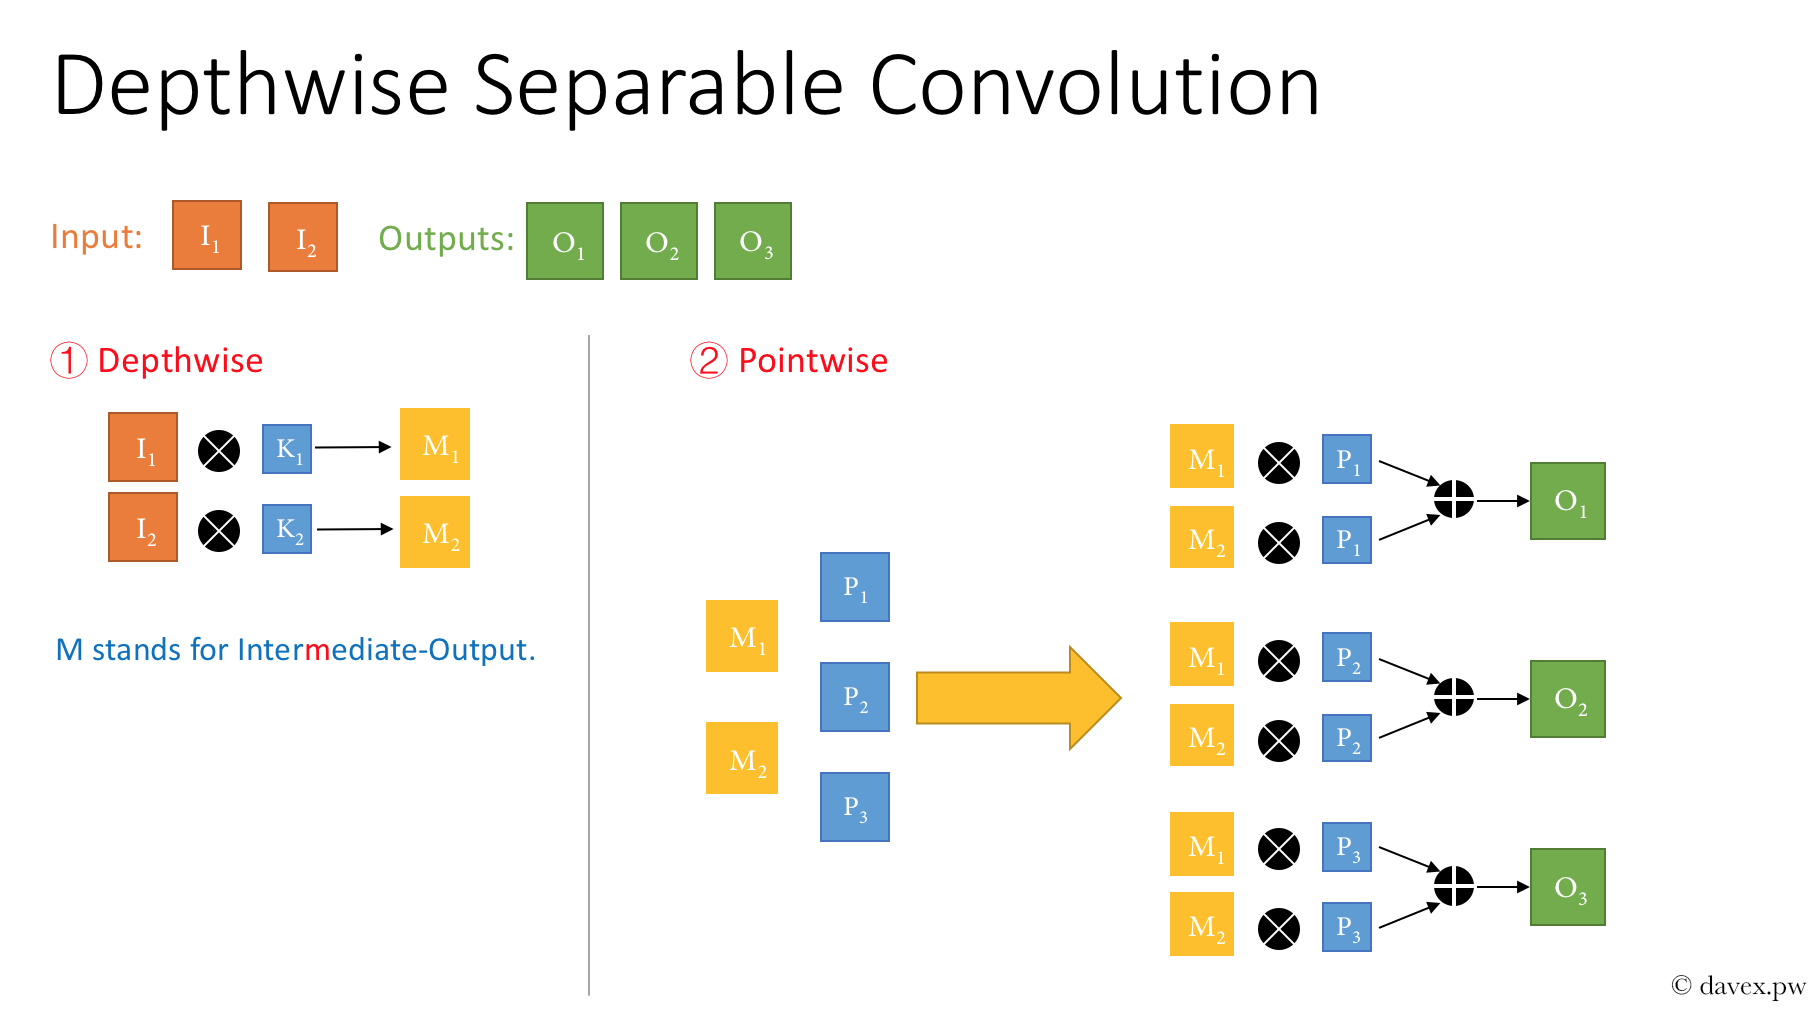 Depthwise Separable Convolution
Input: I₁ I₂ Outputs: O₁ O₂ O₃
① Depthwise
I₁ K₁ M₁
I₂ K₂ M₂
M stands for Intermediate-Output.
② Pointwise
M₁
M₂
P₁
P₂
P₃
M₁ P₁
M₂ P₁
O₁
M₁ P₂
M₂ P₂
O₂
M₁ P₃
M₂ P₃
O₃
© davex.pw